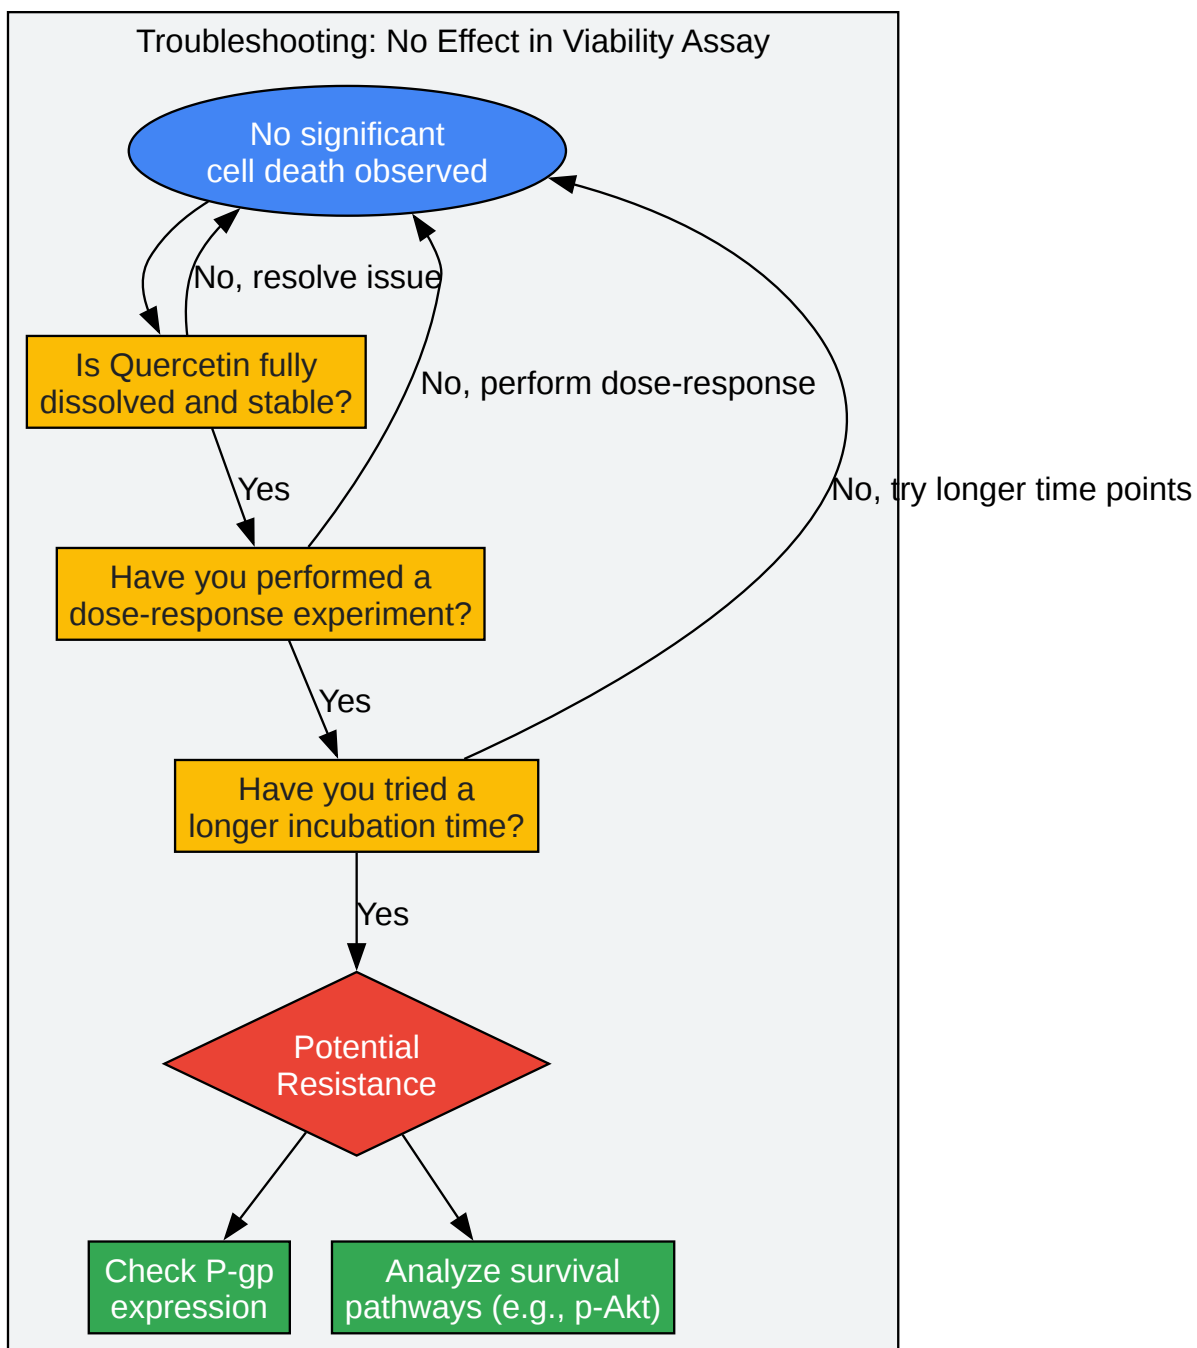 Troubleshooting: No Effect in Viability Assay
No significant
cell death observed
No, resolve issue
Is Quercetin fully
dissolved and stable?
No, perform dose-response
Yes
No, try longer time points
Have you performed a
dose-response experiment?
Yes
Have you tried a
longer incubation time?
Yes
Potential
Resistance
Check P-gp
expression
Analyze survival
pathways (e.g., p-Akt)